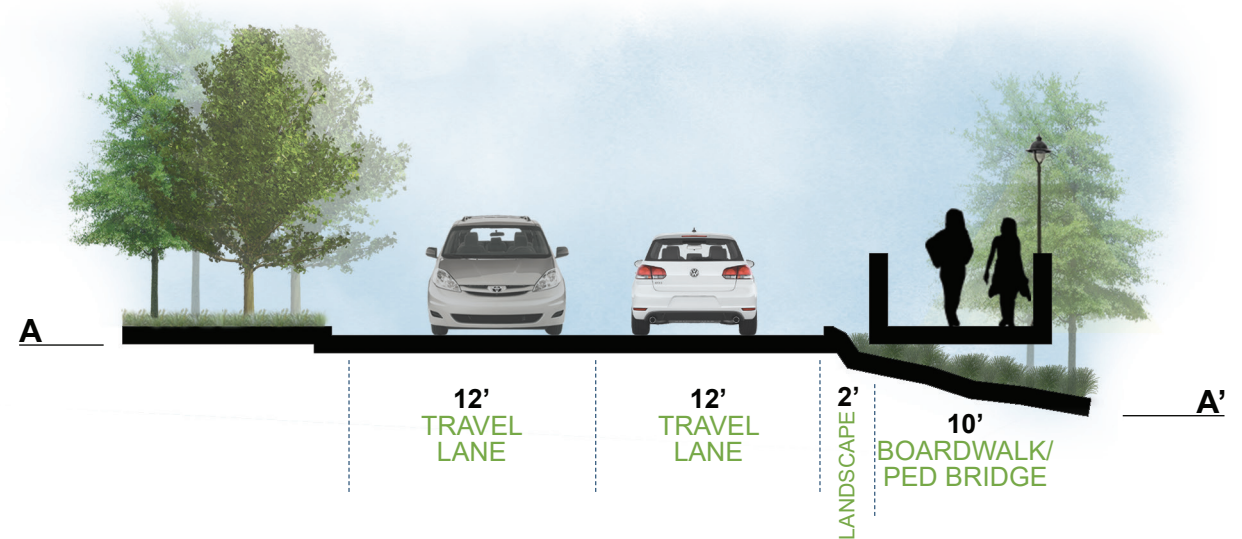 A
A’
12’
TRAVEL
LANE
12’
TRAVEL
LANE
2’
LANDSCAPE
10’
BOARDWALK/
PED BRIDGE